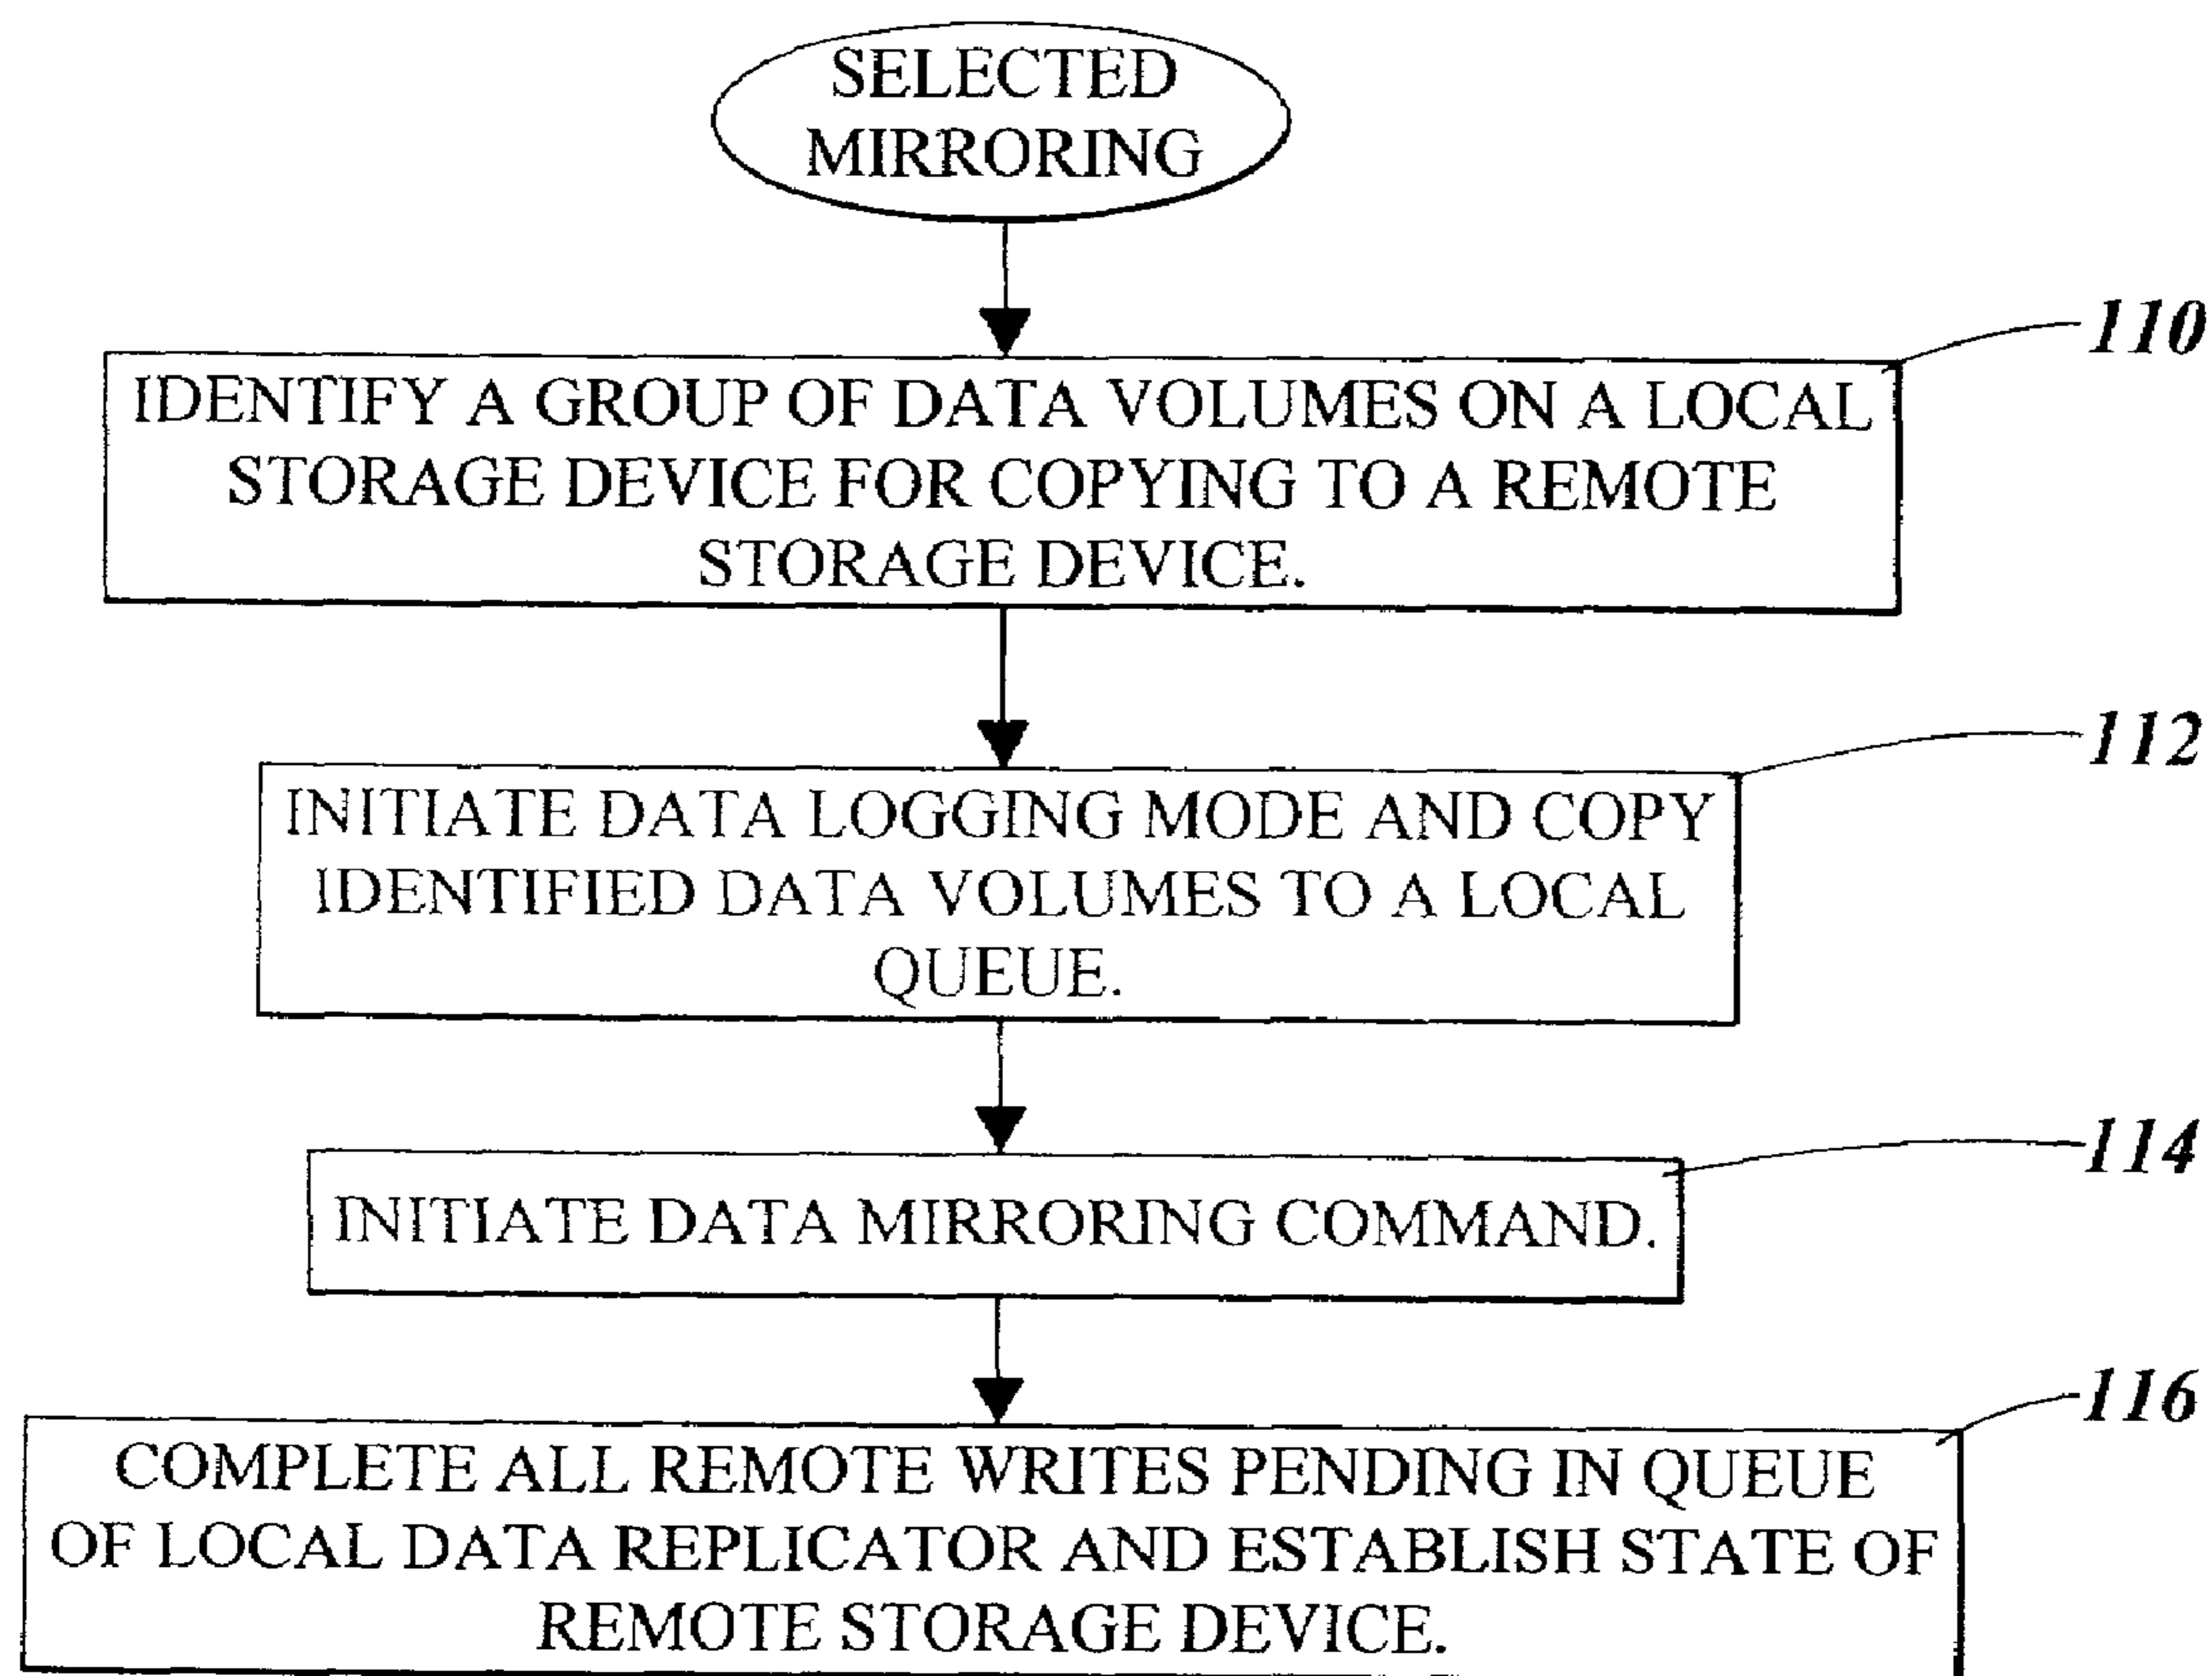 SELECTED
MIRRORING
110
IDENTIFY A GROUP OF DATA VOLUMES ON A LOCAL
STORAGE DEVICE FOR COPYING TO A REMOTE
STORAGE DEVICE.
112
INITIATE DATA LOGGING MODE AND COPY
IDENTIFIED DATA VOLUMES TO A LOCAL
QUEUE.
114
INITIATE DATA MIRRORING COMMAND.
116
COMPLETE ALL REMOTE WRITES PENDING IN QUEUE
OF LOCAL DATA REPLICATOR AND ESTABLISH STATE OF
REMOTE STORAGE DEVICE.